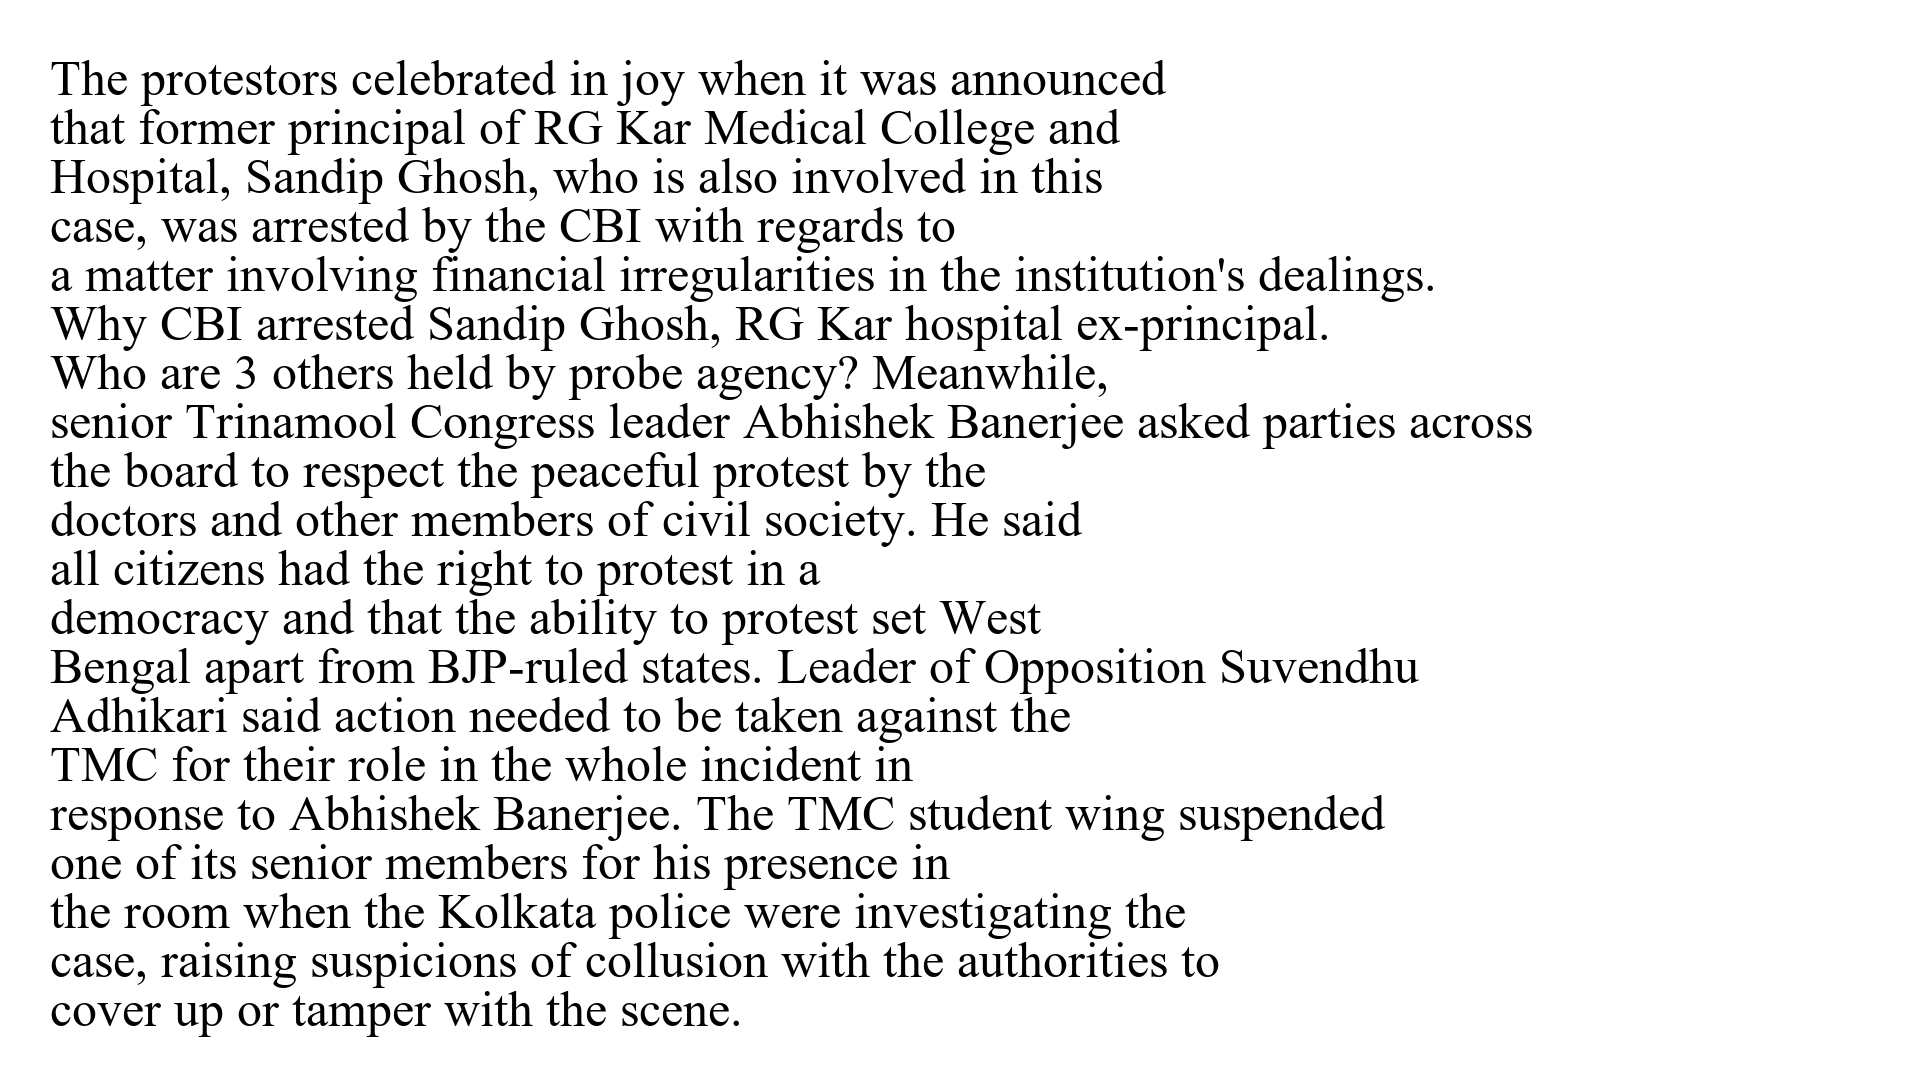 The protestors celebrated in joy when it was announced
that former principal of RG Kar Medical College and
Hospital, Sandip Ghosh, who is also involved in this
case, was arrested by the CBI with regards to
a matter involving financial irregularities in the institution's dealings.
Why CBI arrested Sandip Ghosh, RG Kar hospital ex-principal.
Who are 3 others held by probe agency? Meanwhile,
senior Trinamool Congress leader Abhishek Banerjee asked parties across
the board to respect the peaceful protest by the
doctors and other members of civil society. He said
all citizens had the right to protest in a
democracy and that the ability to protest set West
Bengal apart from BJP-ruled states. Leader of Opposition Suvendhu
Adhikari said action needed to be taken against the
TMC for their role in the whole incident in
response to Abhishek Banerjee. The TMC student wing suspended
one of its senior members for his presence in
the room when the Kolkata police were investigating the
case, raising suspicions of collusion with the authorities to
cover up or tamper with the scene.